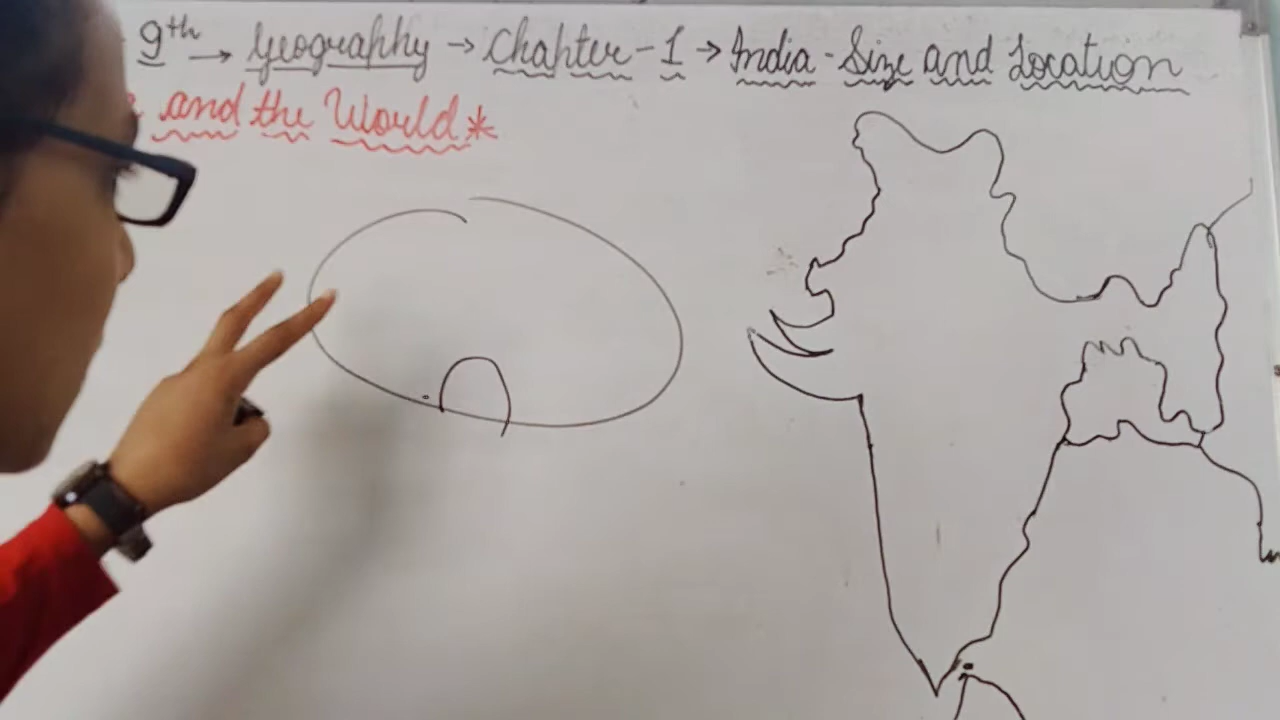 9th → Geography → Chapter - 1 → India - Size and Location
and the World *